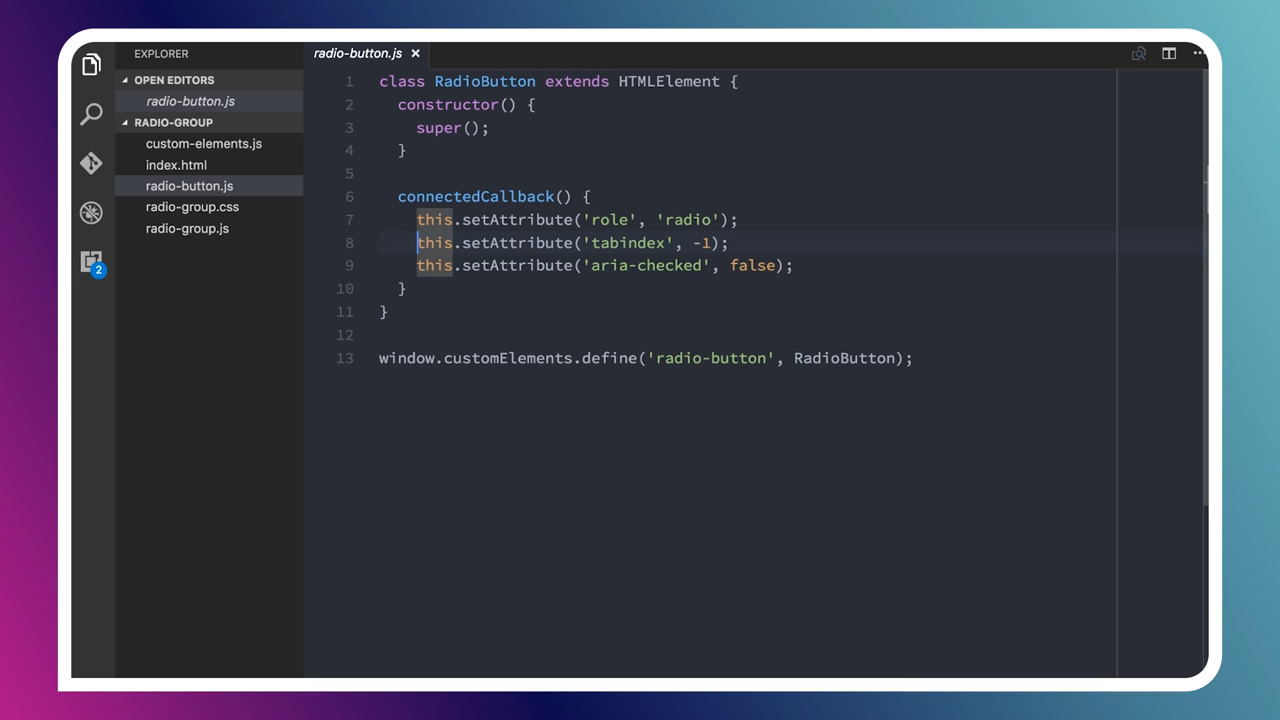 EXPLORER
OPEN EDITORS
radio-button.js
RADIO-GROUP
custom-elements.js
index.html
radio-button.js
radio-group.css
radio-group.js
2
radio-button.js ×
1 class RadioButton extends HTMLElement {
2 constructor() {
3 super();
4 }
5
6 connectedCallback() {
7 this.setAttribute('role', 'radio');
8 this.setAttribute('tabindex', -1);
9 this.setAttribute('aria-checked', false);
10 }
11 }
12
13 window.customElements.define('radio-button', RadioButton);